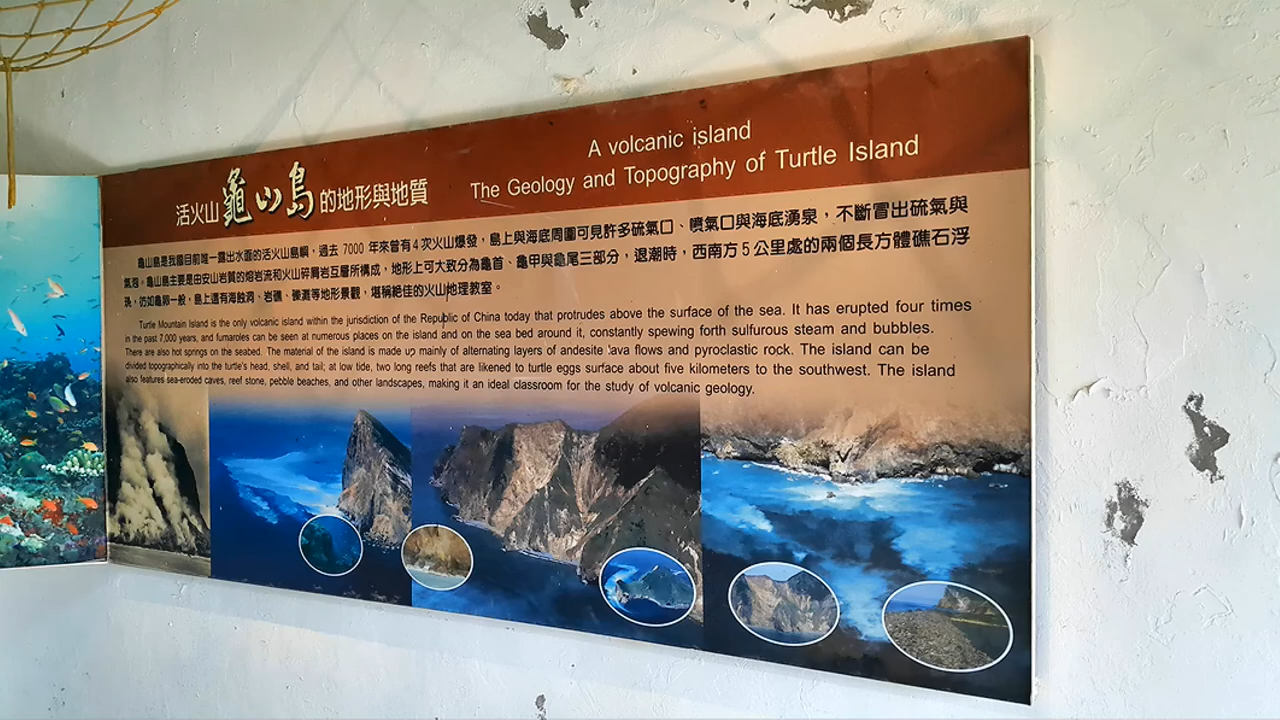 活火山龜山島的地形與地質
A volcanic island
The Geology and Topography of Turtle Island
龜山島是我國目前唯一露出水面的活火山島嶼，過去 7000 年來曾有4次火山爆發，島上與海底周圍可見許多硫氣口、噴氣口與海底湧泉，不斷冒出硫氣與
氣泡。龜山島主要是由安山岩質的熔岩流和火山碎屑岩互層所構成，地形上可大致分為龜首、龜甲與龜尾三部分，退潮時，西南方5公里處的兩個長方體礁石浮
現，彷如龜卵一般，島上還有海蝕洞、岩礁、礫灘等地形景觀，堪稱絕佳的火山地理教室。
Turtle Mountain Island is the only volcanic island within the jurisdiction of the Republic of China today that protrudes above the surface of the sea. It has erupted four times
in the past 7,000 years, and fumaroles can be seen at numerous places on the island and on the sea bed around it, constantly spewing forth sulfurous steam and bubbles.
There are also hot springs on the seabed. The material of the island is made up mainly of alternating layers of andesite lava flows and pyroclastic rock. The island can be
divided topographically into the turtle's head, shell, and tail; at low tide, two long reefs that are likened to turtle eggs surface about five kilometers to the southwest. The island
also features sea-eroded caves, reef stone, pebble beaches, and other landscapes, making it an ideal classroom for the study of volcanic geology.